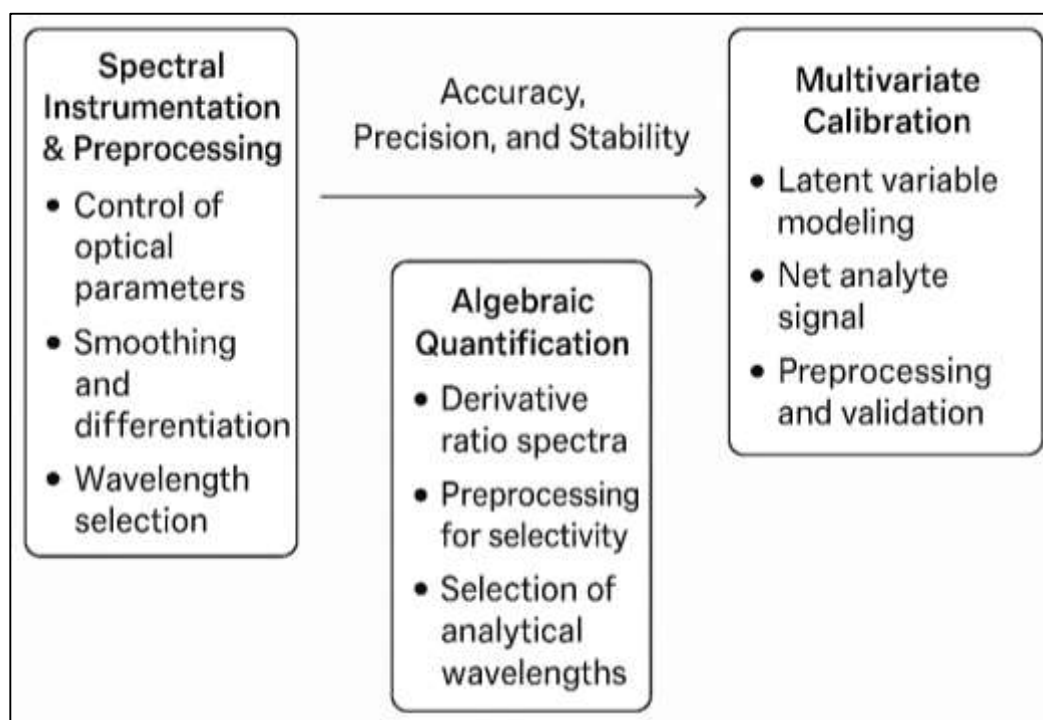 Spectral
Instrumentation
& Preprocessing
• Control of
optical
parameters
• Smoothing
and
differentiation
• Wavelength
selection
Accuracy,
Precision, and Stability
Algebraic
Quantification
• Derivative
ratio spectra
• Preprocessing
for selectivity
• Selection of
analytical
wavelengths
Multivariate
Calibration
• Latent variable
modeling
• Net analyte
signal
• Preprocessing
and validation